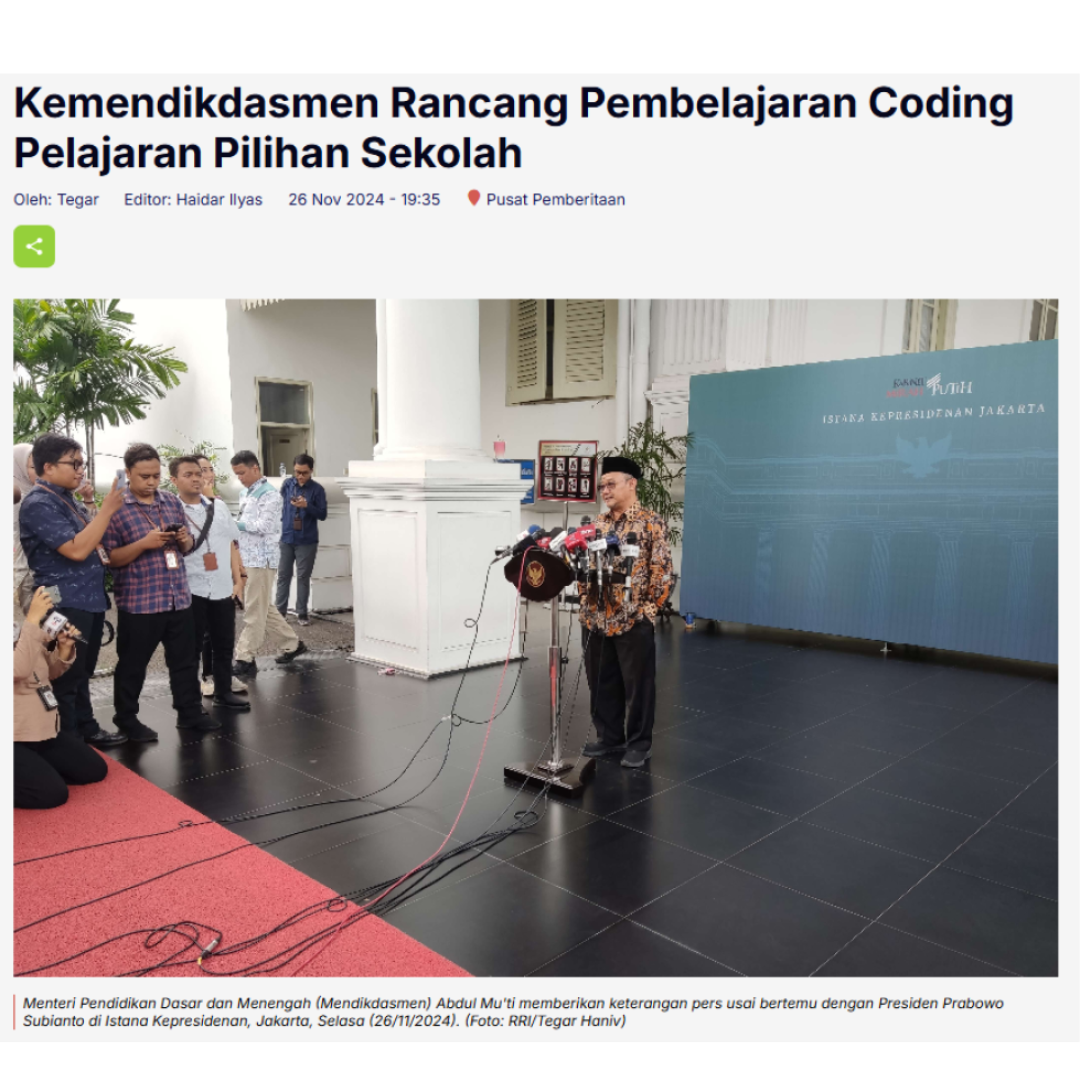 Kemendikdasmen Rancang Pembelajaran Coding
Pelajaran Pilihan Sekolah
Oleh: Tegar Editor: Haidar Ilyas 26 Nov 2024 - 19:35 Pusat Pemberitaan
PUTIH
ISTANA KEPRESIDENAN JAKARTA
Menteri Pendidikan Dasar dan Menengah (Mendikdasmen) Abdul Mu'ti memberikan keterangan pers usai bertemu dengan Presiden Prabowo
Subianto di Istana Kepresidenan, Jakarta, Selasa (26/11/2024). (Foto: RRI/Tegar Haniv)